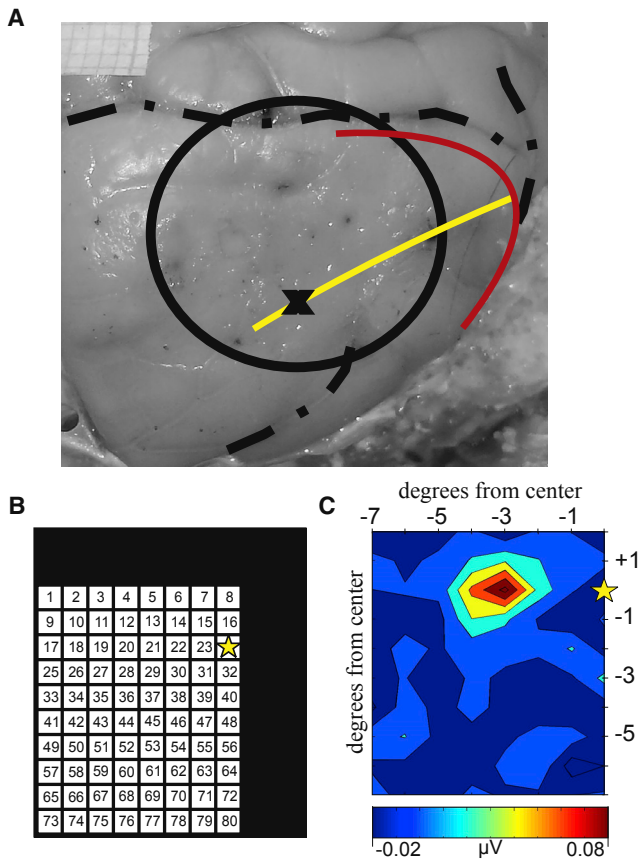 A
B
1 2 3 4 5 6 7 8
9 10 11 12 13 14 15 16
17 18 19 20 21 22 23
25 26 27 28 29 30 31 32
33 34 35 36 37 38 39 40
41 42 43 44 45 46 47 48
49 50 51 52 53 54 55 56
57 58 59 60 61 62 63 64
65 66 67 68 69 70 71 72
73 74 75 76 77 78 79 80
C
degrees from center
-7 -5 -3 -1
degrees from center
+1
-1
-3
-5
-0.02 µV 0.08